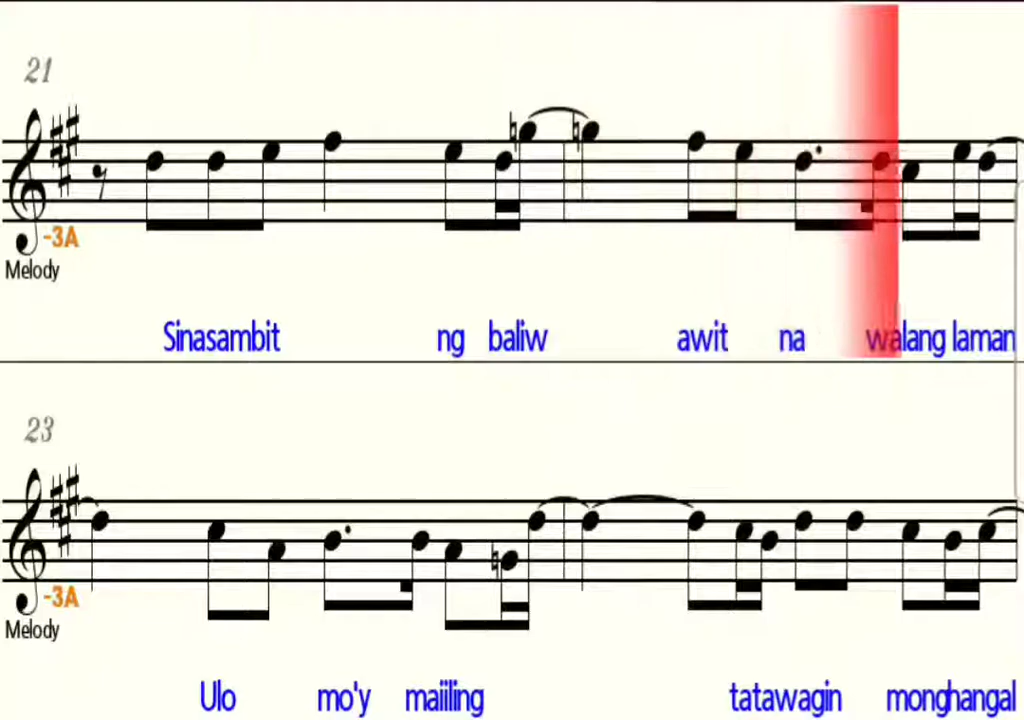 21
-3A
Melody
Sinasambit ng baliw awit na walang laman
23
-3A
Melody
Ulo mo'y maiiling tatawagin monghangal